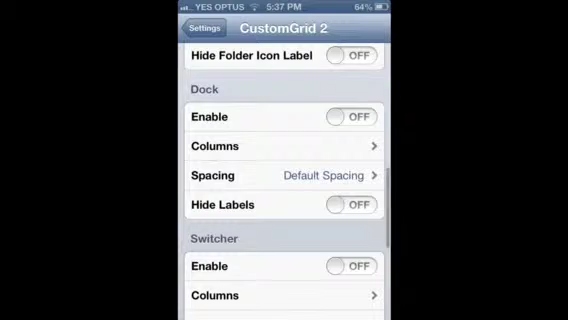 YES OPTUS 5:37 PM 64%
Settings CustomGrid 2
Hide Folder Icon Label OFF
Dock
Enable OFF
Columns
Spacing Default Spacing
Hide Labels OFF
Switcher
Enable OFF
Columns